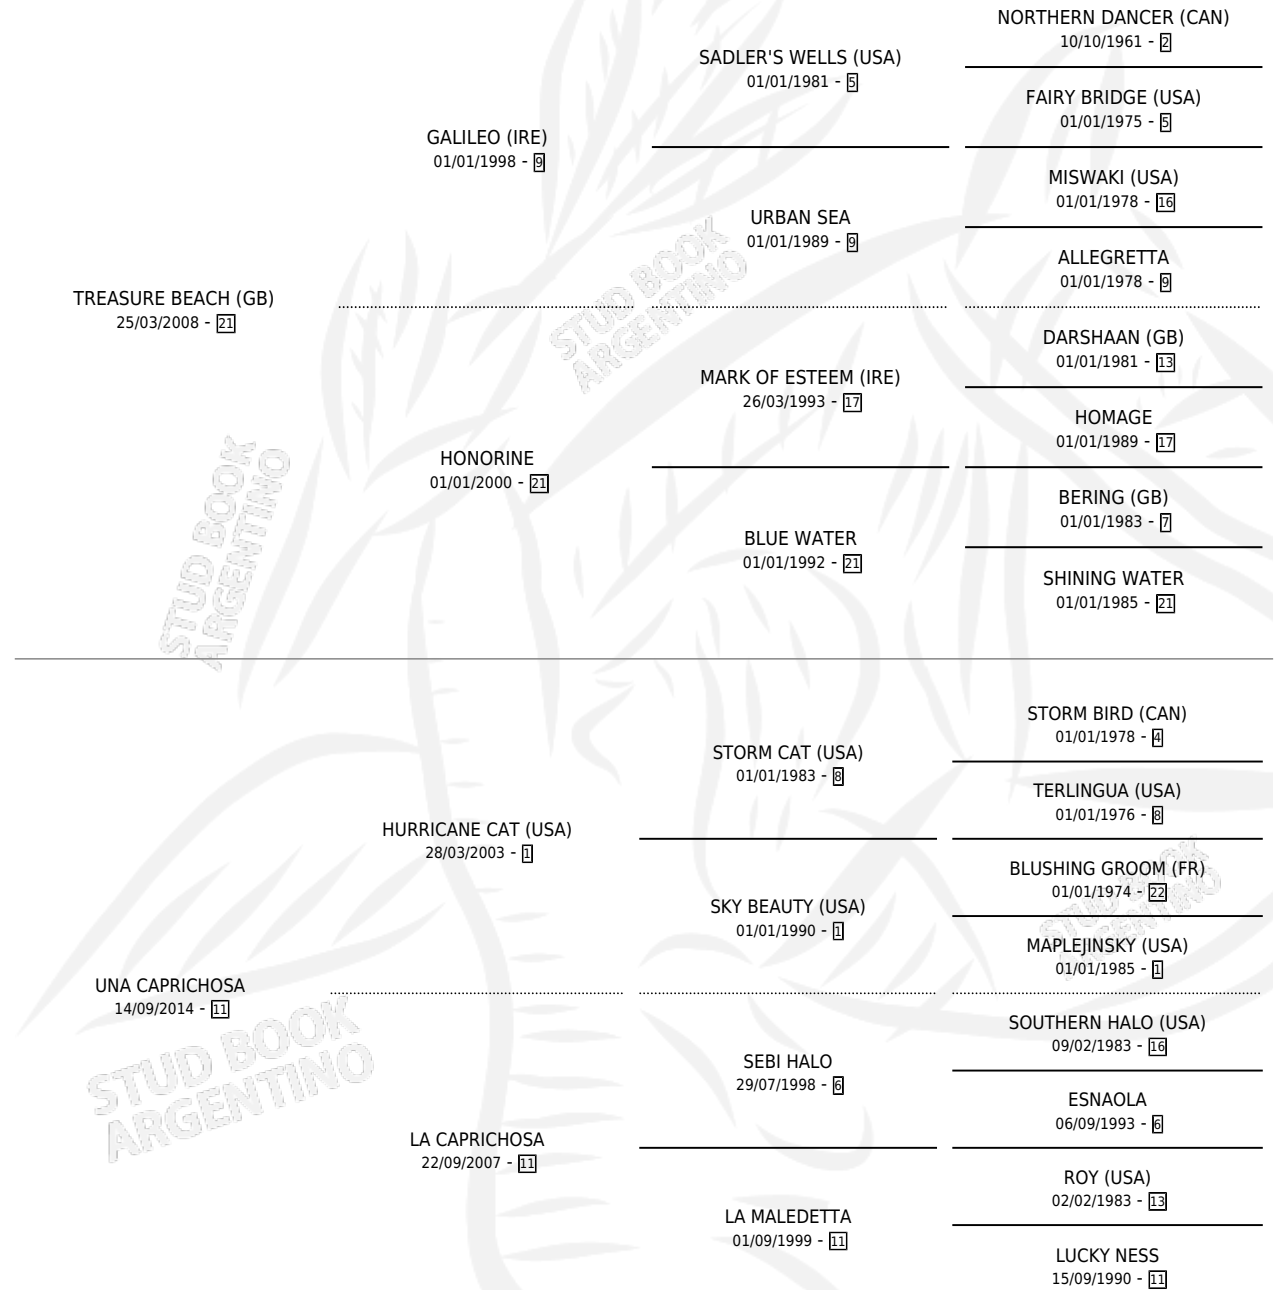 NORTHERN DANCER (CAN)
10/10/1961 - 2
SADLER'S WELLS (USA)
01/01/1981 - 5
FAIRY BRIDGE (USA)
01/01/1975 - 5
GALILEO (IRE)
01/01/1998 - 9
MISWAKI (USA)
01/01/1978 - 16
URBAN SEA
01/01/1989 - 9
ALLEGRETTA
01/01/1978 - 9
TREASURE BEACH (GB)
25/03/2008 - 21
DARSHAAN (GB)
01/01/1981 - 13
MARK OF ESTEEM (IRE)
26/03/1993 - 17
HOMAGE
01/01/1989 - 17
HONORINE
01/01/2000 - 21
BERING (GB)
01/01/1983 - 7
BLUE WATER
01/01/1992 - 21
SHINING WATER
01/01/1985 - 21
STORM BIRD (CAN)
01/01/1978 - 4
STORM CAT (USA)
01/01/1983 - 8
TERLINGUA (USA)
01/01/1976 - 8
HURRICANE CAT (USA)
28/03/2003 - 1
BLUSHING GROOM (FR)
01/01/1974 - 22
SKY BEAUTY (USA)
01/01/1990 - 1
MAPLEJINSKY (USA)
01/01/1985 - 1
UNA CAPRICHOSA
14/09/2014 - 11
SOUTHERN HALO (USA)
09/02/1983 - 16
SEBI HALO
29/07/1998 - 6
ESNAOLA
06/09/1993 - 6
LA CAPRICHOSA
22/09/2007 - 11
ROY (USA)
02/02/1983 - 13
LA MALEDETTA
01/09/1999 - 11
LUCKY NESS
15/09/1990 - 11
STUD BOOK
ARGENTINO
STUD BOOK
ARGENTINO
STUD BOOK
ARGENTINO
STUD BOOK
ARGENTINO